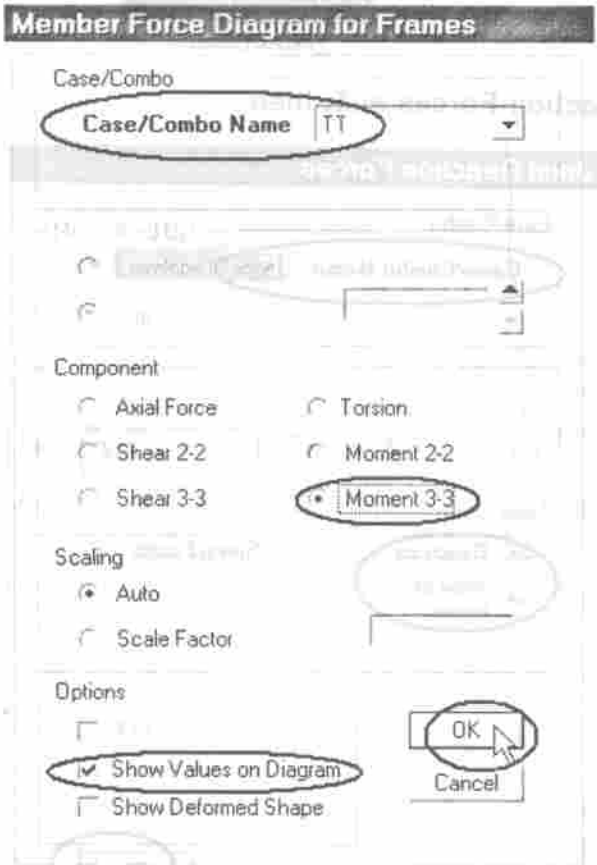 Member Force Diagram for Frames
Case/Combo
Case/Combo Name TT
Component
Axial Force
Torsion
Shear 2-2
Moment 2-2
Shear 3-3
Moment 3-3
Scaling
Auto
Scale Factor
Options
OK
Show Values on Diagram
Cancel
Show Deformed Shape